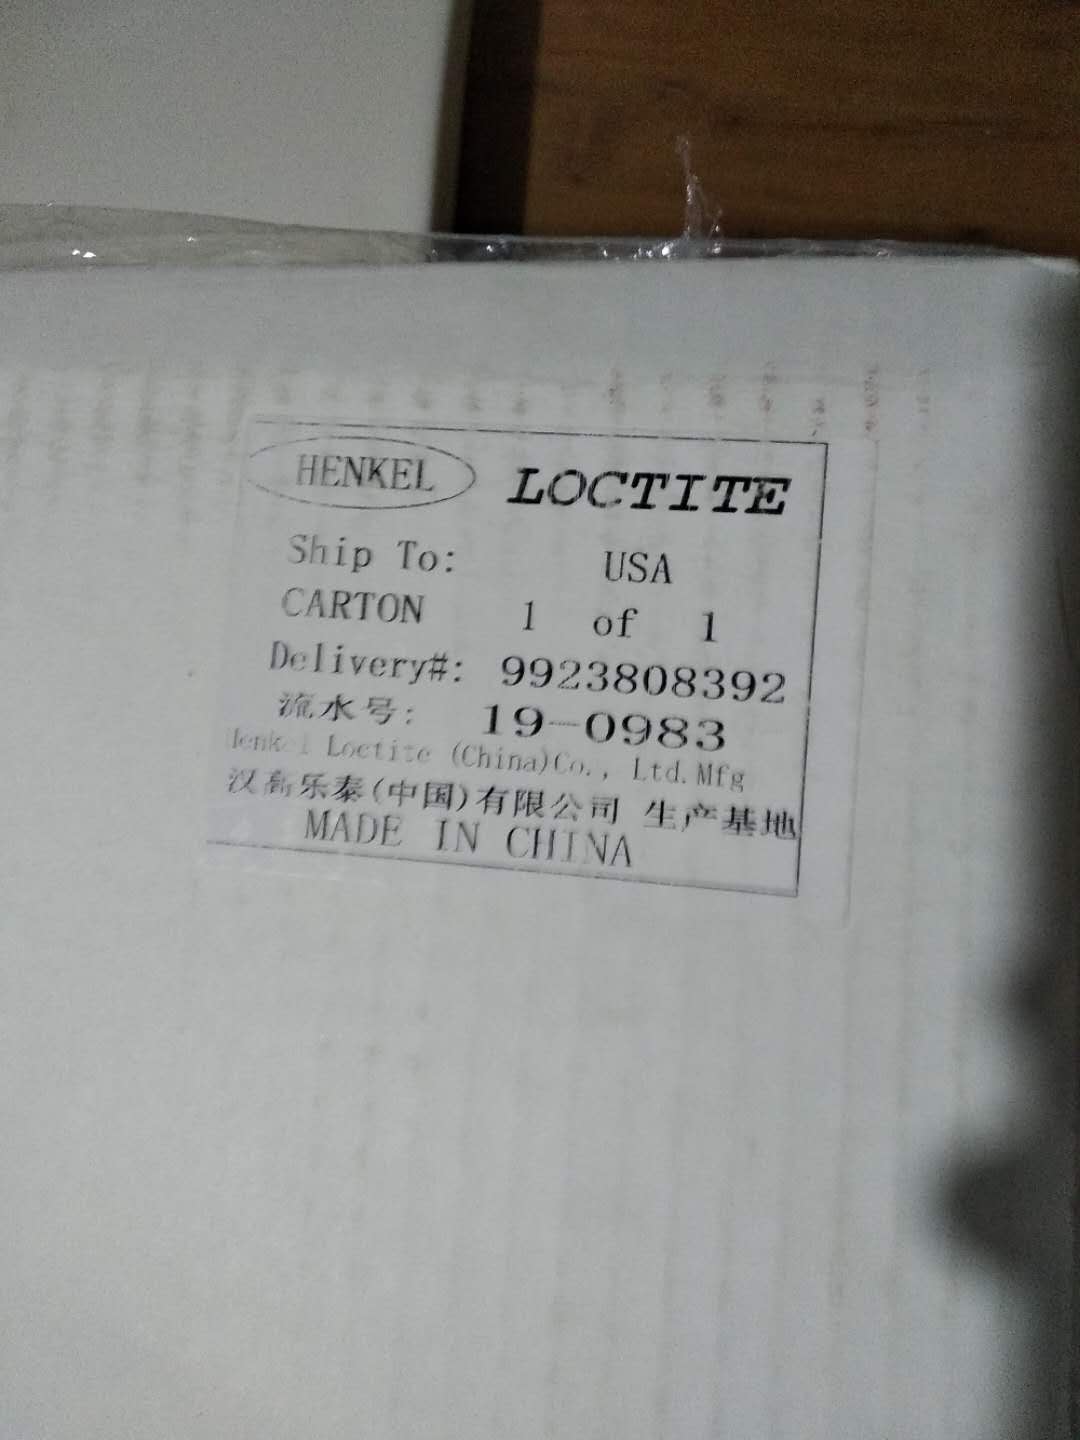 HENKEL LOCTITE
Ship To: USA
CARTON 1 of 1
Delivery#: 9923808392
流水号: 19-0983
Henkel Loctite (China)Co., Ltd. Mfg
汉高乐泰(中国)有限公司 生产基地
MADE IN CHINA